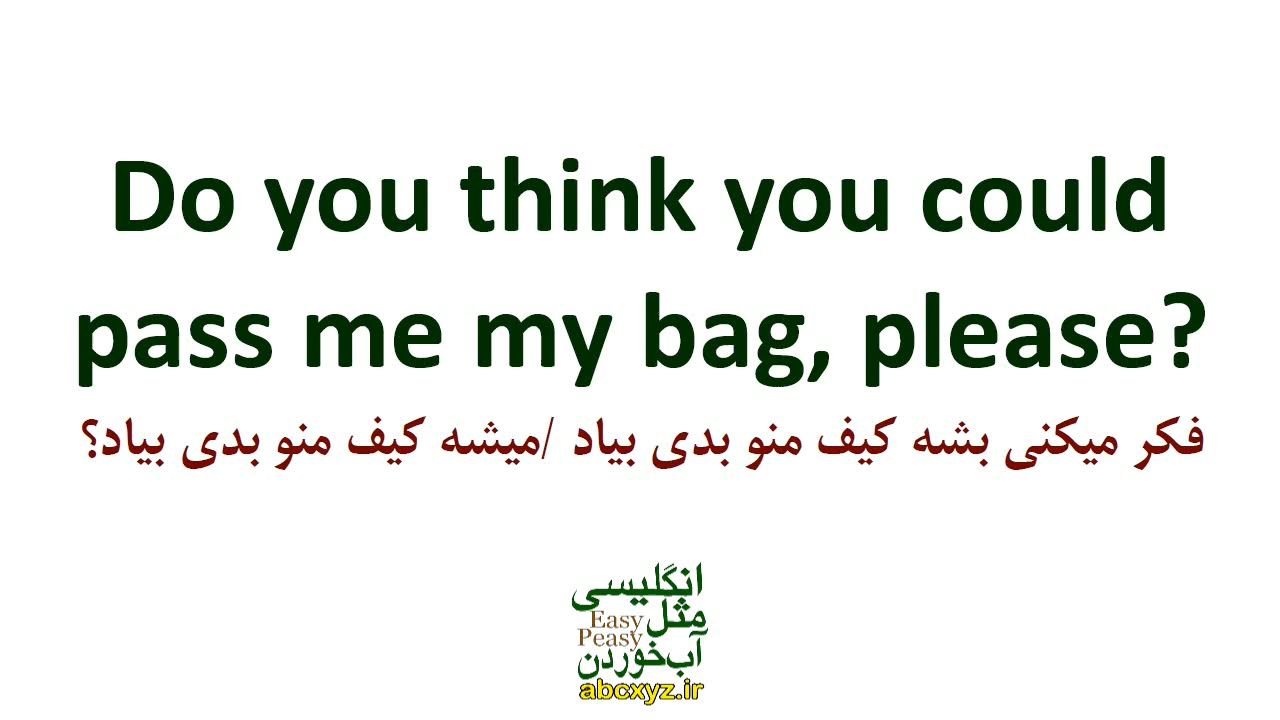 Do you think you could
pass me my bag, please?
فکر میکنی بشه کیف منو بدی بیاد /میشه کیف منو بدی بیاد؟
انگلیسی
مثل
Easy
Peasy
آب‌خوردن
abcxyz.ir